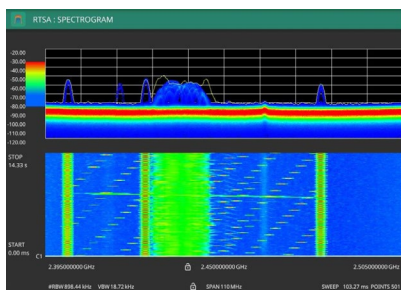 RTSA : SPECTROGRAM
-20.00
-30.00
-40.00
-50.00
-60.00
-70.00
-80.00
-90.00
-100.00
-110.00
-120.00
STOP
14.33 s
START
0.00 ms
C1
2.395000000 GHz
2.450000000 GHz
2.505000000 GHz
#RBW 898.44 kHz VBW 18.72 kHz SPAN 110 MHz SWEEP 103.27 ms POINTS 501